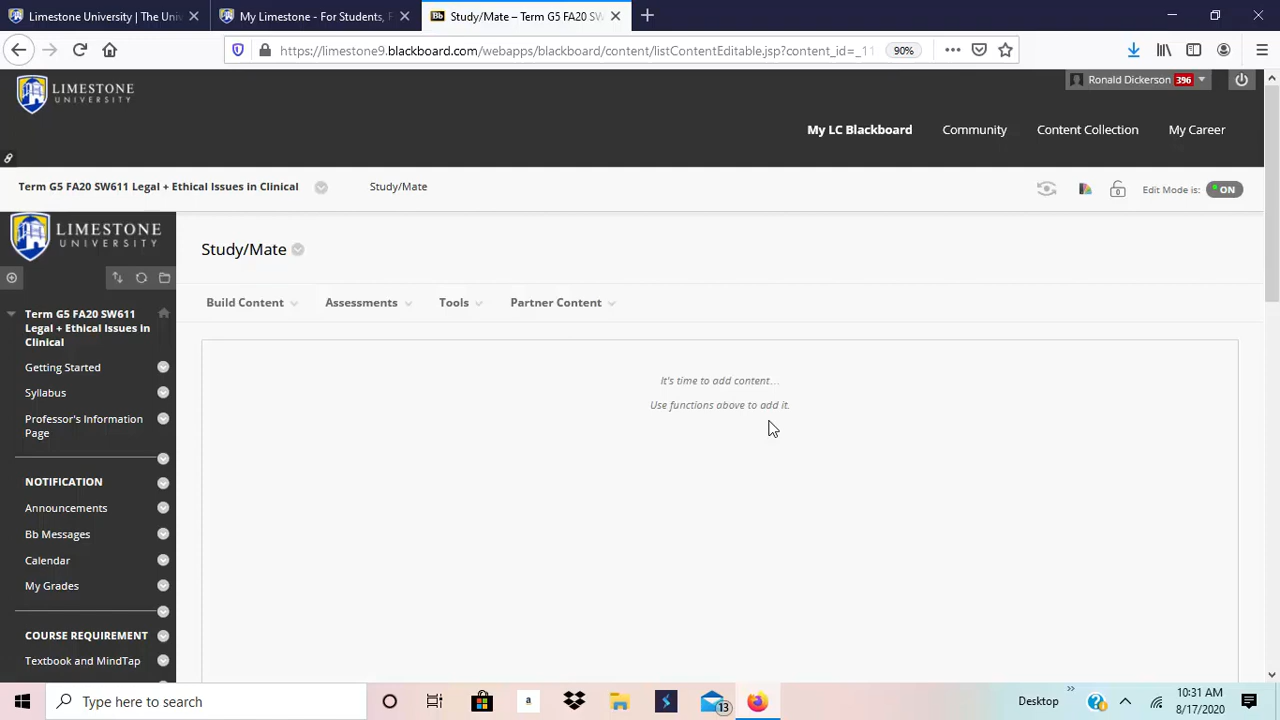 Limestone University | The Uni
My Limestone - For Students, F
Bb Study/Mate – Term G5 FA20 SW
https://limestone9.blackboard.com/webapps/blackboard/content/listContentEditable.jsp?content_id=_11
90%
LIMESTONE
UNIVERSITY
Ronald Dickerson 396
My LC Blackboard
Community
Content Collection
My Career
Term G5 FA20 SW611 Legal + Ethical Issues in Clinical
Study/Mate
Edit Mode is: ON
LIMESTONE
UNIVERSITY
Study/Mate
Build Content
Assessments
Tools
Partner Content
It's time to add content...
Use functions above to add it.
Term G5 FA20 SW611
Legal + Ethical Issues in
Clinical
Getting Started
Syllabus
Professor's Information
Page
NOTIFICATION
Announcements
Bb Messages
Calendar
My Grades
COURSE REQUIREMENT
Textbook and MindTap
Type here to search
a
13
Desktop
10:31 AM
8/17/2020